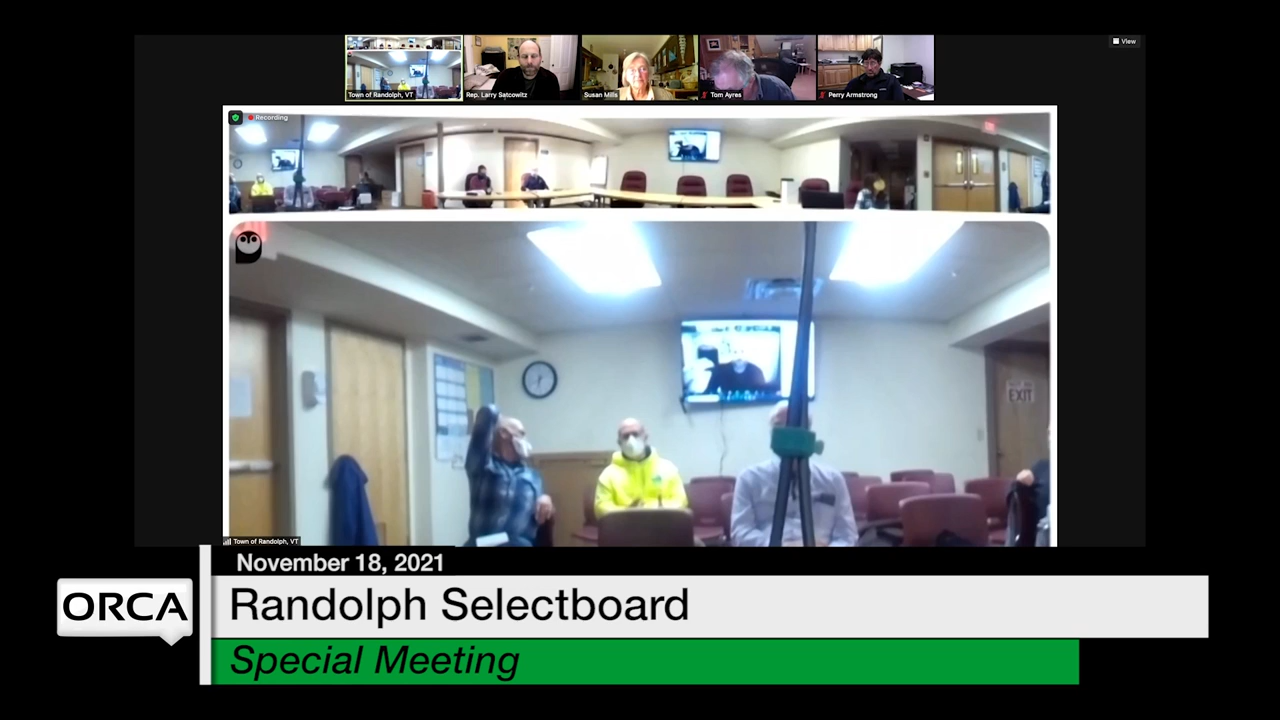 View
Town of Randolph, VT
Rep. Larry Satcowitz
Susan Mills
Tom Ayres
Perry Armstrong
Recording
EXIT
Town of Randolph, VT
November 18, 2021
ORCA
Randolph Selectboard
Special Meeting